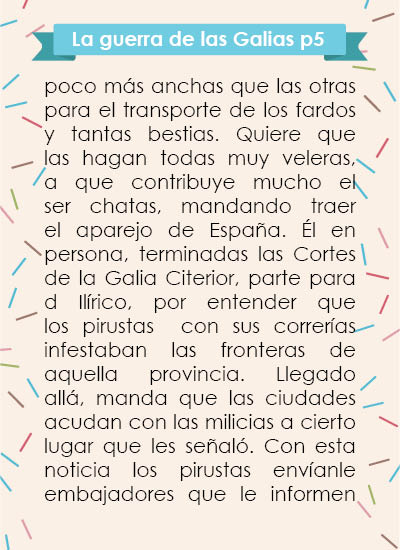 La guerra de las Galias p5
poco más anchas que las otras
para el transporte de los fardos
y tantas bestias. Quiere que
las hagan todas muy veleras,
a que contribuye mucho el
ser chatas, mandando traer
el aparejo de España. Él en
persona, terminadas las Cortes
de la Galia Citerior, parte para
d Ilírico, por entender que
los pirustas con sus correrías
infestaban las fronteras de
aquella provincia. Llegado
allá, manda que las ciudades
acudan con las milicias a cierto
lugar que les señaló. Con esta
noticia los pirustas envíanle
embajadores que le informen